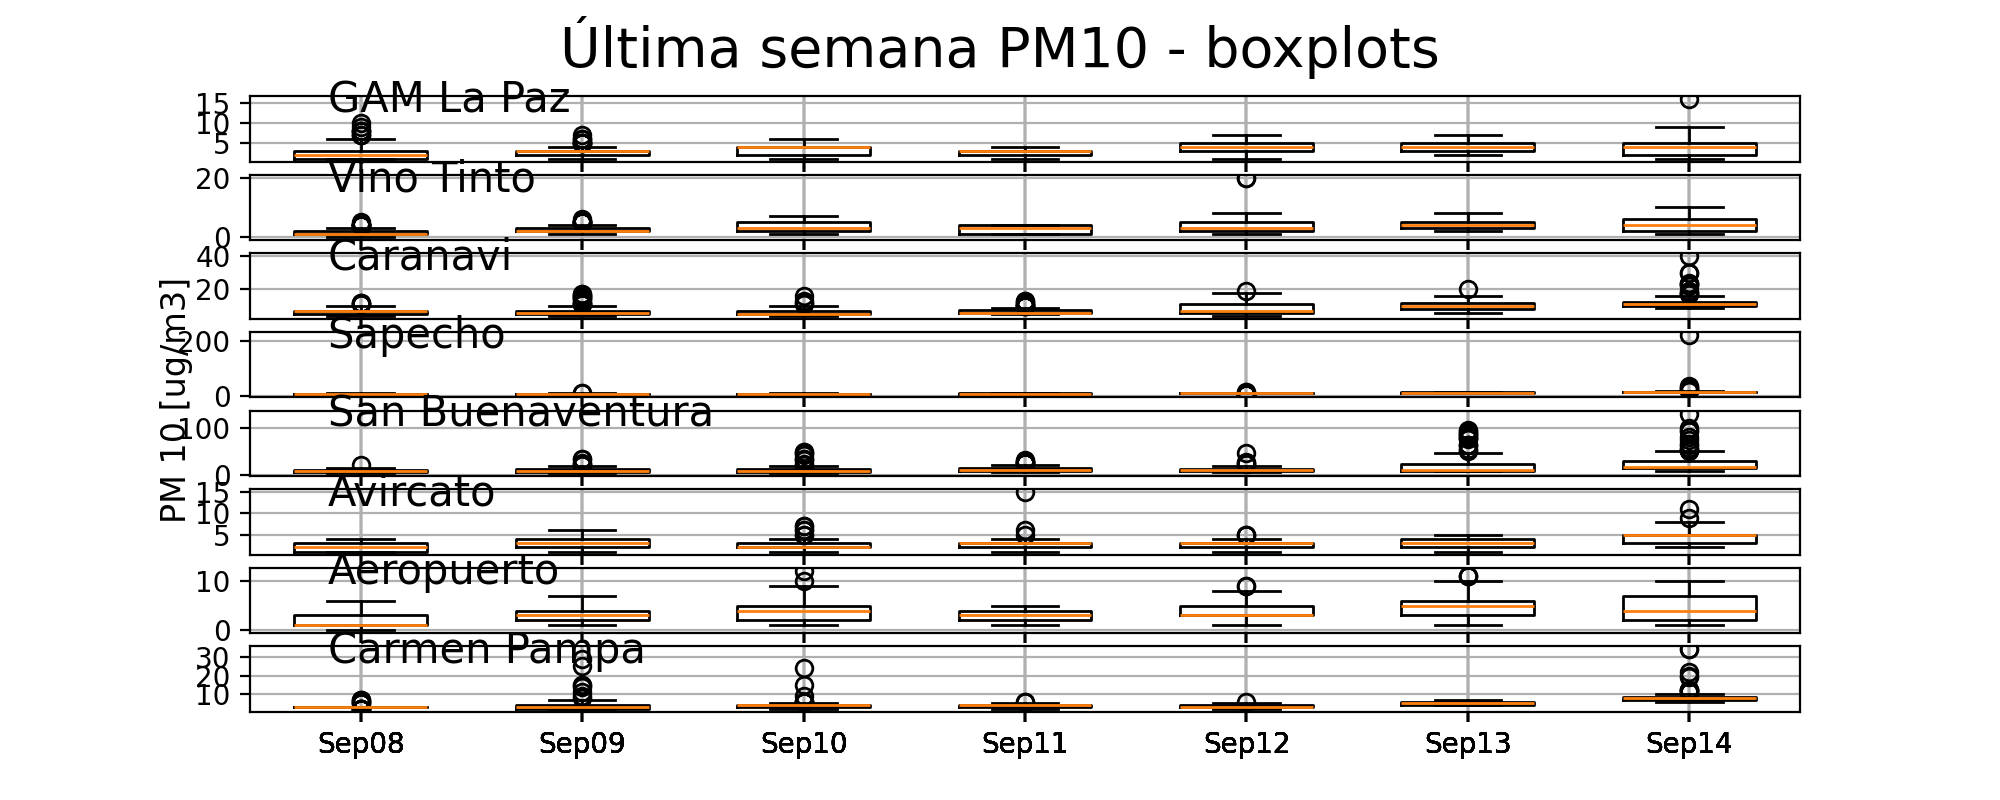 Última semana PM10 - boxplots
GAM La Paz
15
10
5
Vino Tinto
20
0
Caranavi
40
20
Sapecho
200
0
San Buenaventura
100
0
Avircato
15
10
5
Aeropuerto
10
0
Carmen Pampa
30
20
10
PM 10 [ug/m3]
Sep08 Sep09 Sep10 Sep11 Sep12 Sep13 Sep14